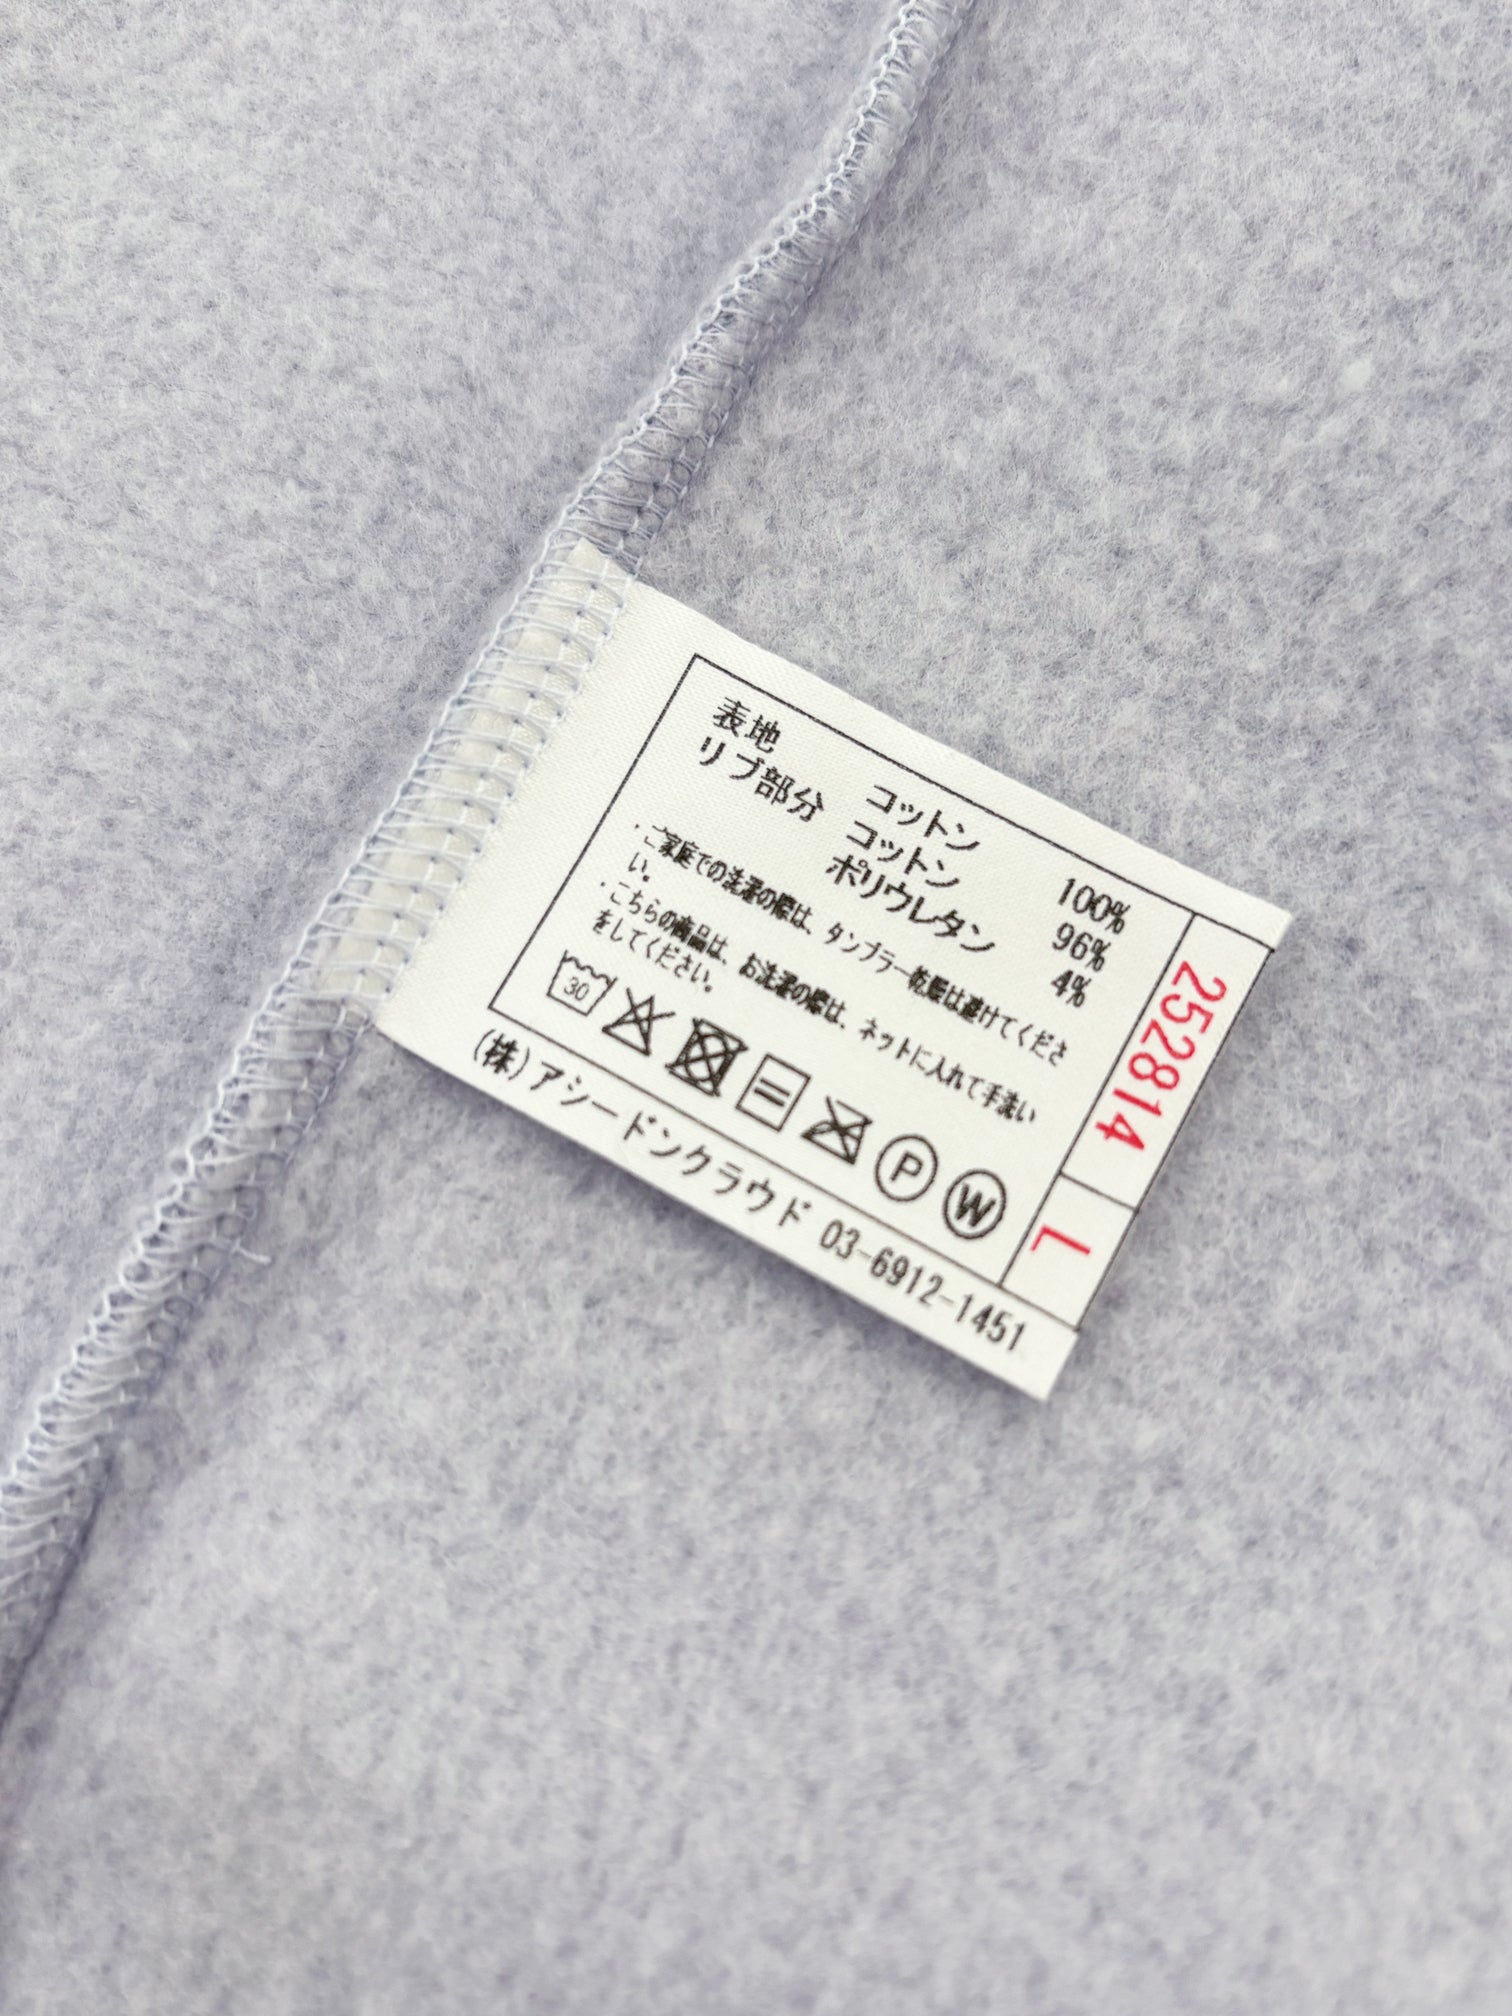 表地 コットン 100%
リブ部分 コットン 96%
ポリウレタン 4%
・ご家庭での洗濯の際は、タンブラー乾燥は避けてくださ
い。
・こちらの商品は、お洗濯の際は、ネットに入れて手洗い
をしてください。
30
P W
(株)アシードンクラウド 03-6912-1451
252814
L